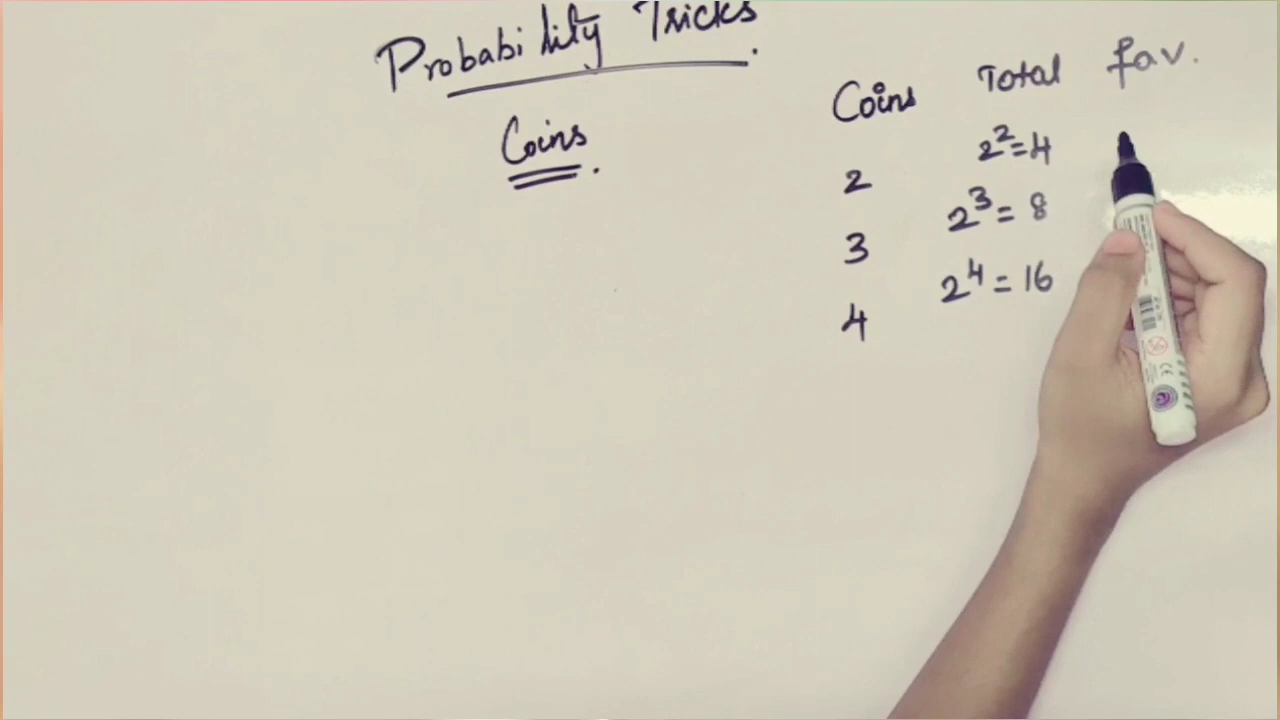 Probability Tricks
Coins.
Coins Total fav.
2 2²=4
3 2³= 8
4 2⁴= 16